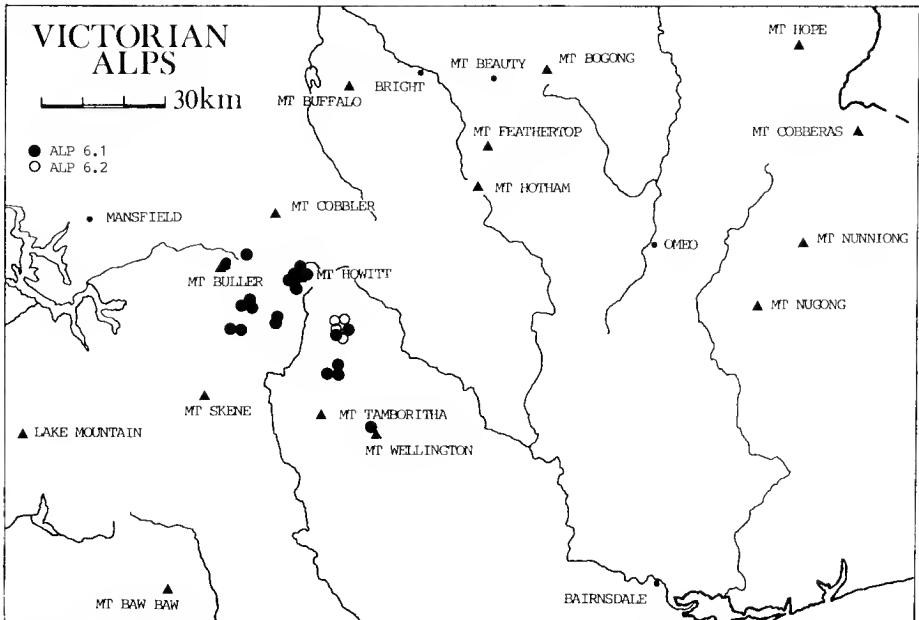 VICTORIAN
ALPS
30km
ALP 6.1
ALP 6.2
MT HOPE
MT BEAUTY
MT BOGONG
BRIGHT
MT BUFFALO
MT FEATHERTOP
MT COBBERAS
MT HOTHAM
MT COBBLER
MANSFIELD
OMEO
MT NUNNIONG
MT BULLER
MT HOWITT
MT NUGONG
MT SKENE
MT TAMBORITHA
LAKE MOUNTAIN
MT WELLINGTON
MT BAW BAW
BAIRNSDALE